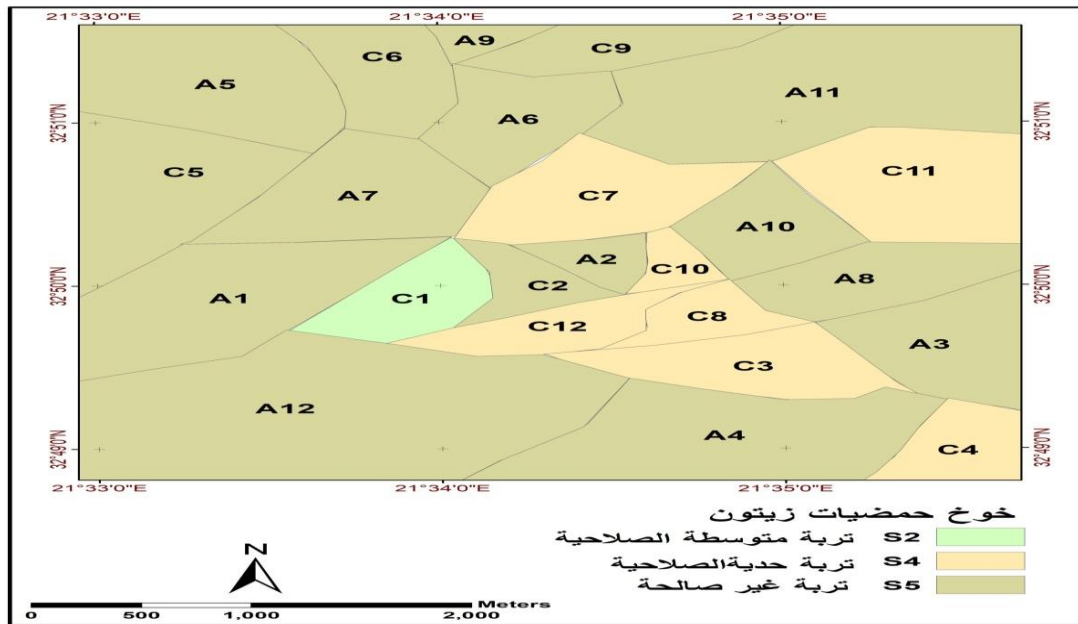 21°33'0"E 21°34'0"E 21°35'0"E
A9
C6 C9
A5 A11
32°51'0"N A6 32°51'0"N
C5 C11
A7 C7
A10
A2
C10 A8
32°50'0"N A1 C1 C2 32°50'0"N
C12 C8
A3
C3
A12
A4
32°49'0"N C4 32°49'0"N
21°33'0"E 21°34'0"E 21°35'0"E
خوخ حمضيات زيتون
S2 تربة متوسطة الصلاحية
S4 تربة حديةالصلاحية
S5 تربة غير صالحة
N
Meters
0 500 1,000 2,000